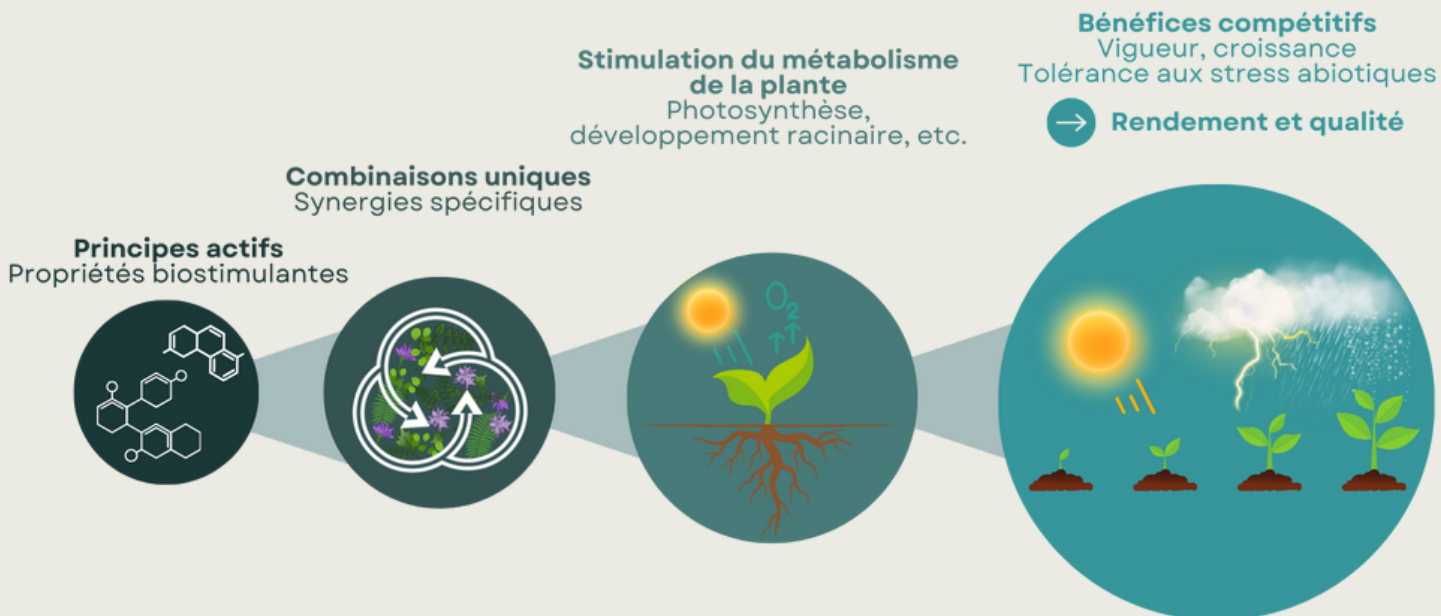 Principes actifs
Propriétés biostimulantes
Combinaisons uniques
Synergies spécifiques
Stimulation du métabolisme
de la plante
Photosynthèse,
développement racinaire, etc.
O₂
Bénéfices compétitifs
Vigueur, croissance
Tolérance aux stress abiotiques
→ Rendement et qualité